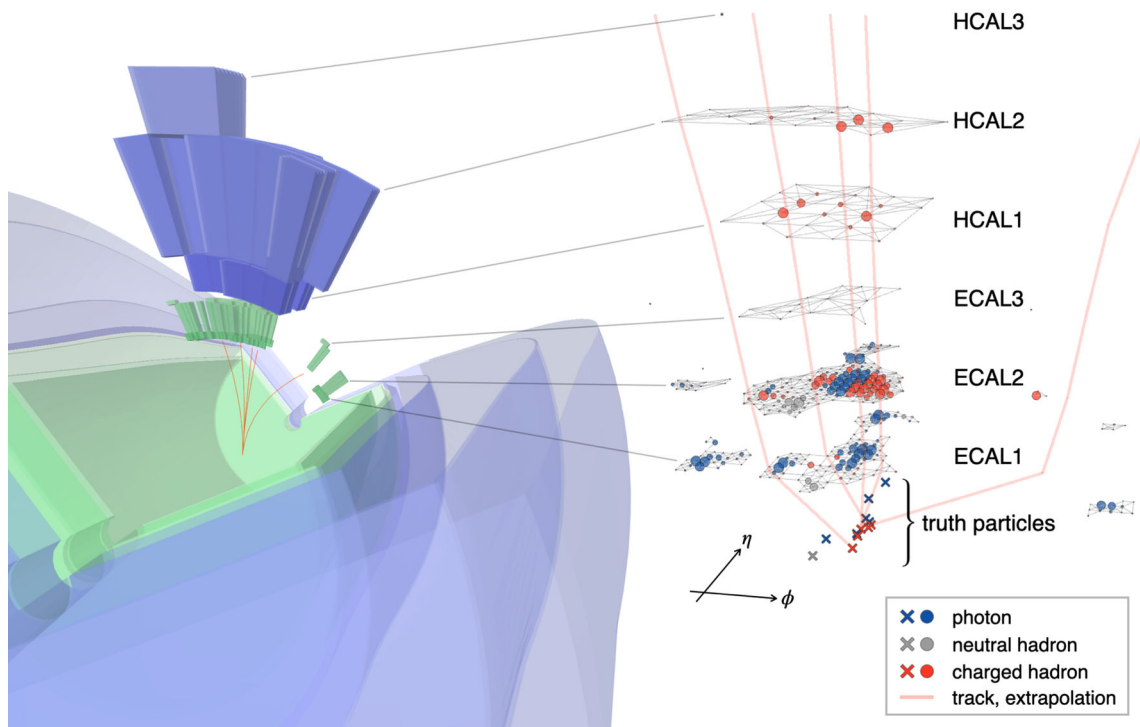 HCAL3
HCAL2
HCAL1
ECAL3
ECAL2
ECAL1
truth particles
η
ϕ
photon
neutral hadron
charged hadron
track, extrapolation